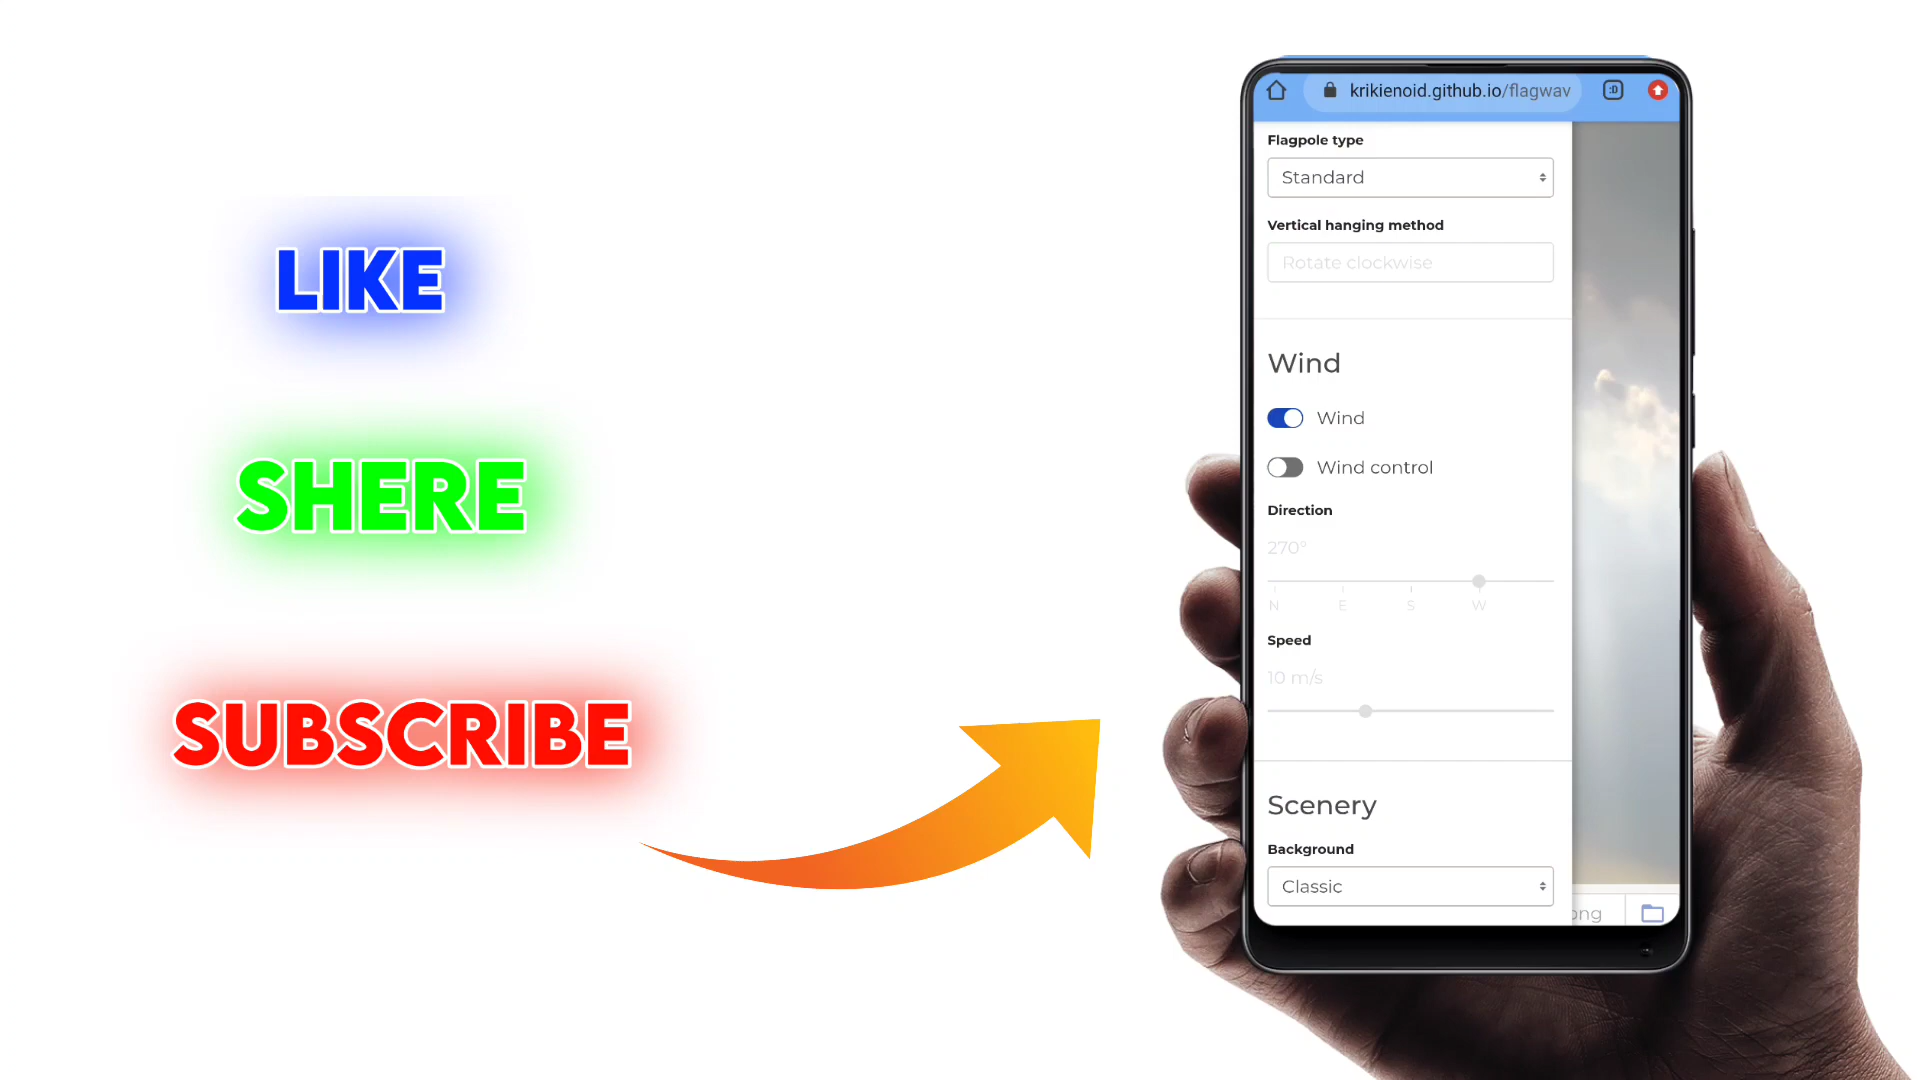 LIKE
SHERE
SUBSCRIBE
krikienoid.github.io/flagwav
:D
Flagpole type
Standard
Vertical hanging method
Rotate clockwise
Wind
Wind
Wind control
Direction
270°
N E S W
Speed
10 m/s
Scenery
Background
Classic
ong